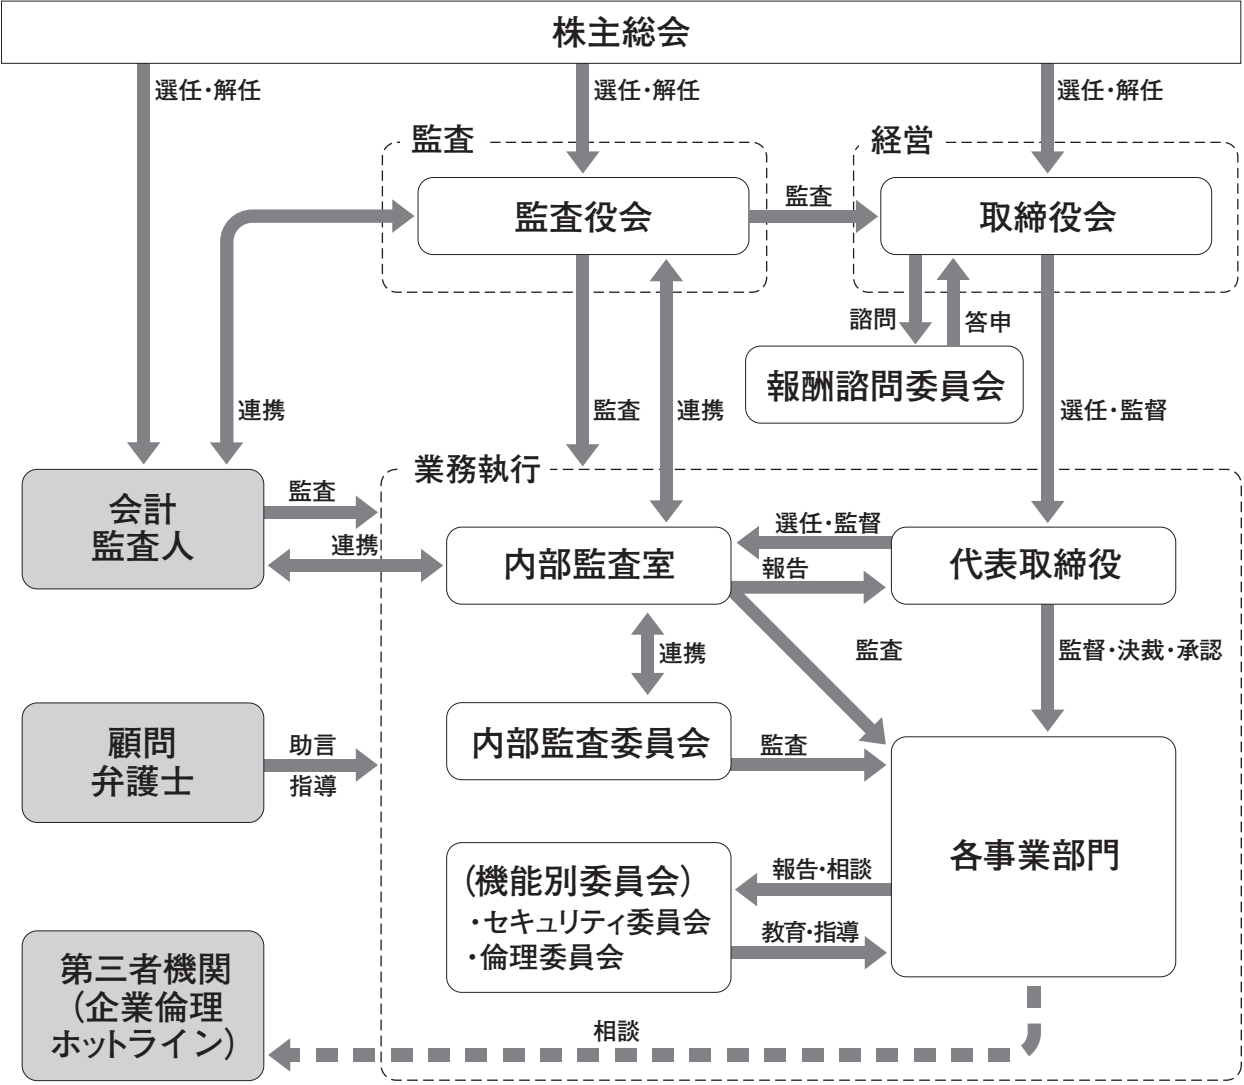 株主総会
選任・解任
選任・解任
選任・解任
監査
経営
監査役会
監査
取締役会
諮問
答申
報酬諮問委員会
連携
監査
連携
選任・監督
業務執行
会計
監査人
監査
連携
内部監査室
選任・監督
報告
代表取締役
連携
監査
監督・決裁・承認
顧問
弁護士
助言
指導
内部監査委員会
監査
各事業部門
(機能別委員会)
・セキュリティ委員会
・倫理委員会
報告・相談
教育・指導
第三者機関
(企業倫理
ホットライン)
相談